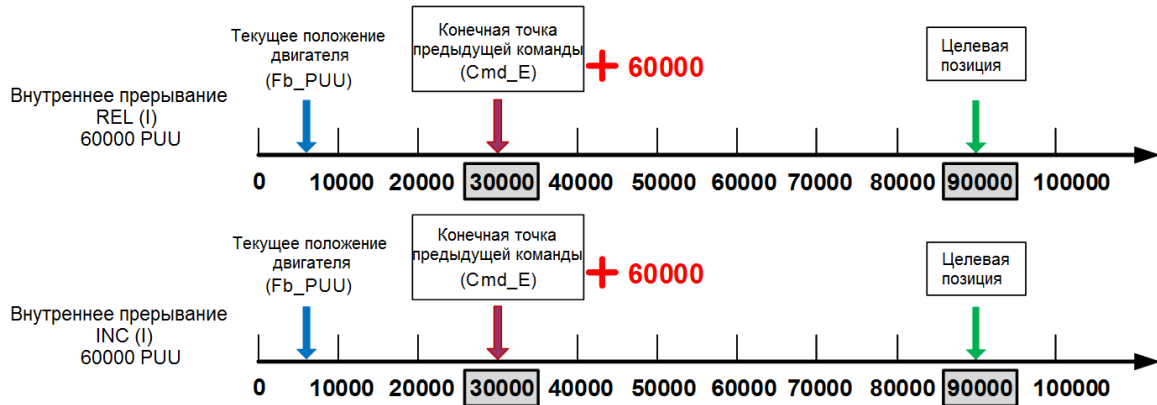 Текущее положение
двигателя
(Fb_PUU)
Конечная точка
предыдущей команды
(Cmd_E)
+ 60000
Целевая
позиция
Внутреннее прерывание
REL (I)
60000 PUU
0 10000 20000 30000 40000 50000 60000 70000 80000 90000 100000
Текущее положение
двигателя
(Fb_PUU)
Конечная точка
предыдущей команды
(Cmd_E)
+ 60000
Целевая
позиция
Внутреннее прерывание
INC (I)
60000 PUU
0 10000 20000 30000 40000 50000 60000 70000 80000 90000 100000